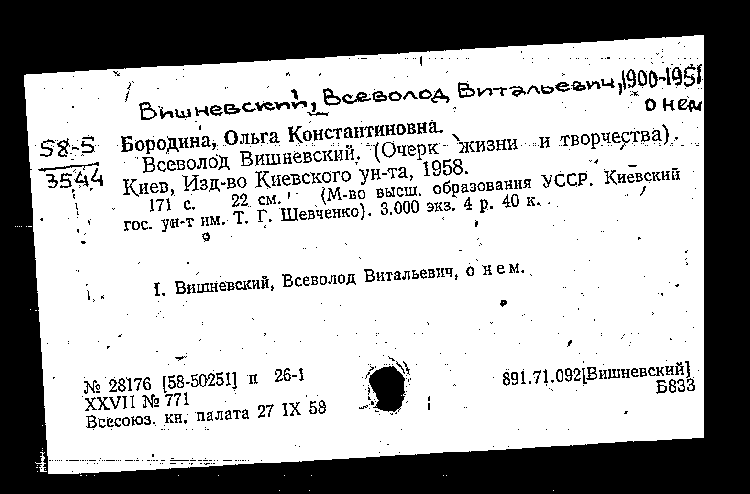 Вишневский, Всеволод Витальевич, 1900-1951
о нем
58-5
3544
Бородина, Ольга Константиновна.
Всеволод Вишневский. (Очерк жизни и творчества).
Киев, Изд-во Киевского ун-та, 1958.
171 с. 22 см. (М-во высш. образования УССР. Киевский
гос. ун-т им. Т. Г. Шевченко). 3.000 экз. 4 р. 40 к.
I. Вишневский, Всеволод Витальевич, о нем.
№ 28176 [58-50251] п 26-1
XXVII № 771
Всесоюз. кн. палата 27 IX 58
891.71.092[Вишневский]
Б833